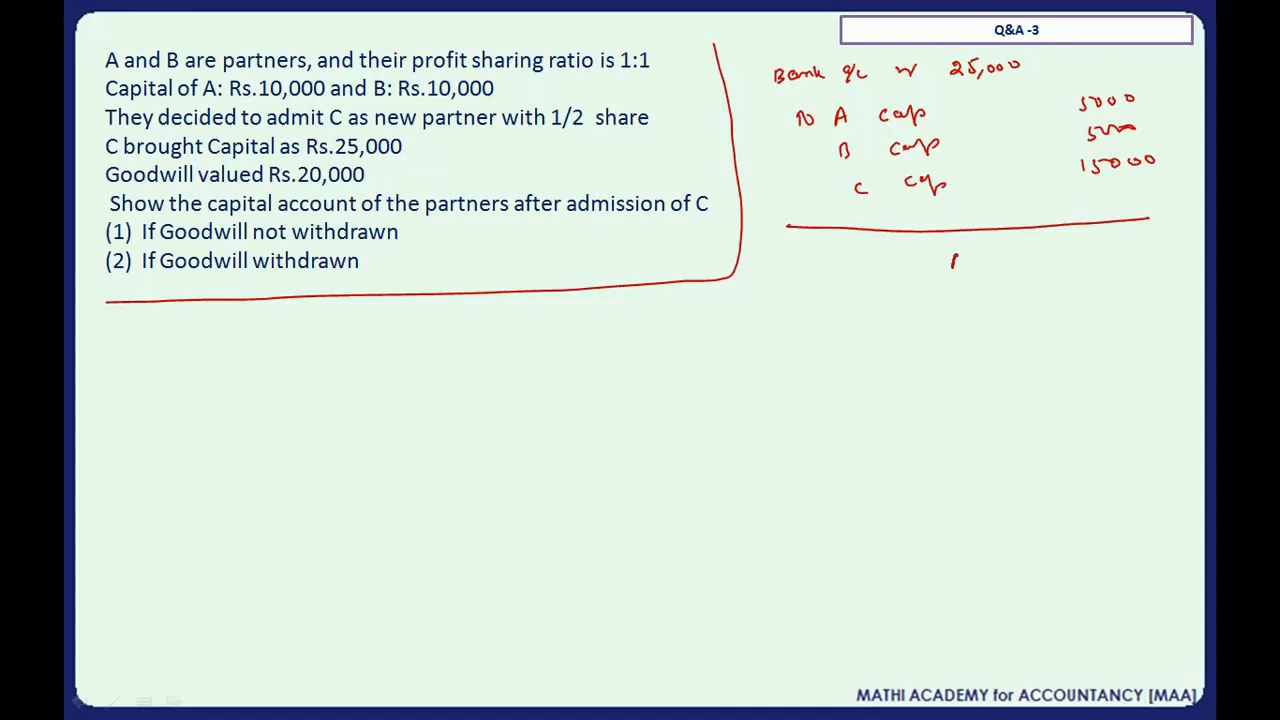 Q&A -3
A and B are partners, and their profit sharing ratio is 1:1
Capital of A: Rs.10,000 and B: Rs.10,000
They decided to admit C as new partner with 1/2 share
C brought Capital as Rs.25,000
Goodwill valued Rs.20,000
Show the capital account of the partners after admission of C
(1) If Goodwill not withdrawn
(2) If Goodwill withdrawn
Bank a/c Dr 25,000
To A cap 5000
B cap 5000
C cap 15000
MATHI ACADEMY for ACCOUNTANCY [MAA]